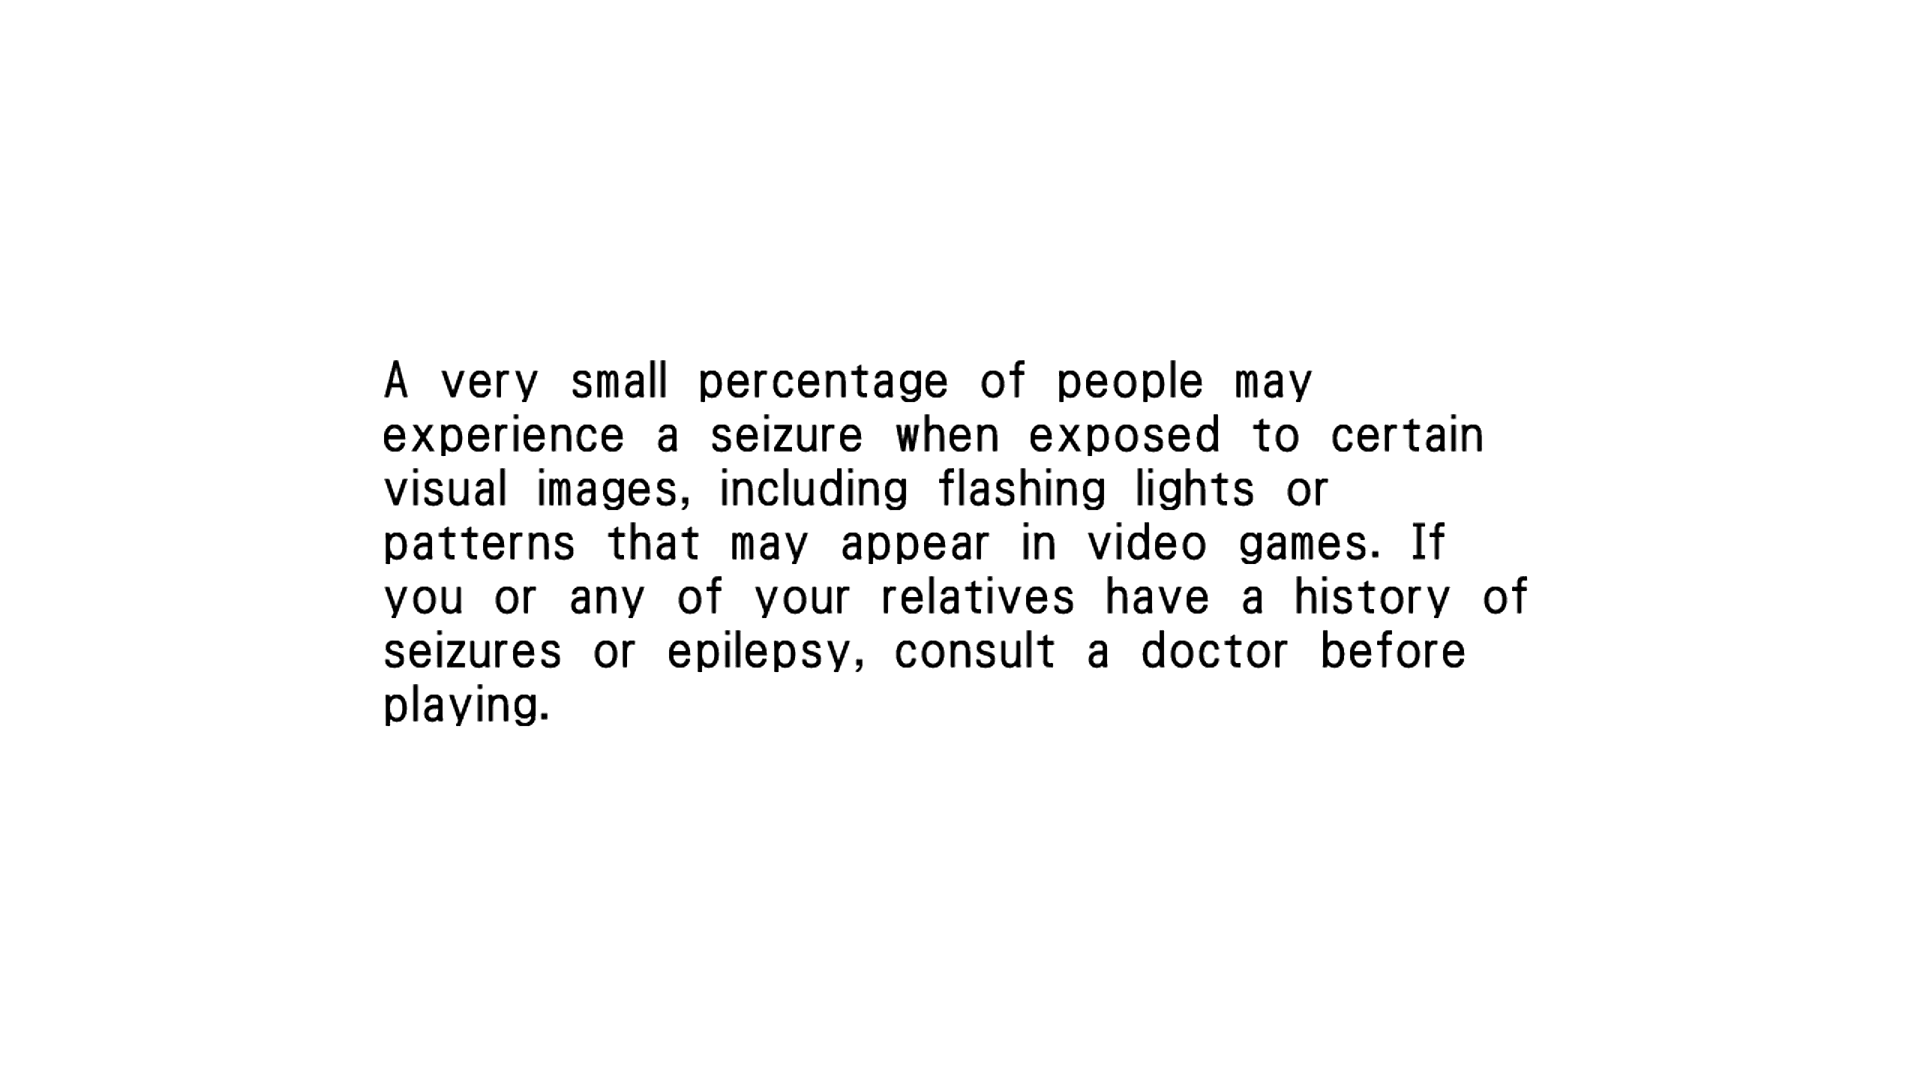 A very small percentage of people may
experience a seizure when exposed to certain
visual images, including flashing lights or
patterns that may appear in video games. If
you or any of your relatives have a history of
seizures or epilepsy, consult a doctor before
playing.